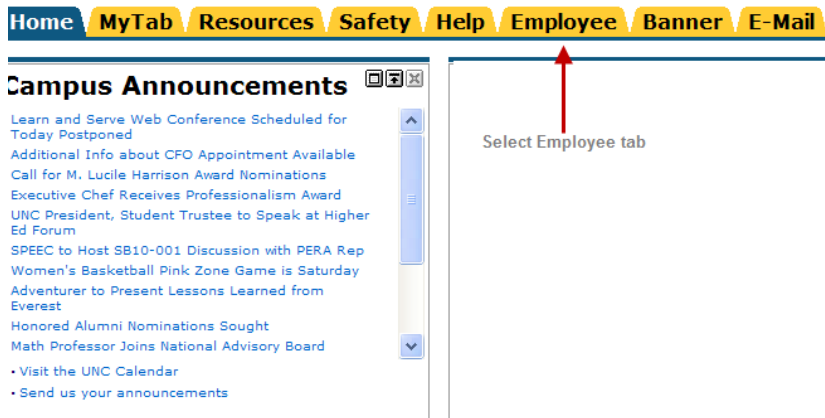 Home MyTab Resources Safety Help Employee Banner E-Mail
Campus Announcements
Learn and Serve Web Conference Scheduled for
Today Postponed
Additional Info about CFO Appointment Available
Call for M. Lucile Harrison Award Nominations
Executive Chef Receives Professionalism Award
UNC President, Student Trustee to Speak at Higher
Ed Forum
SPEEC to Host SB10-001 Discussion with PERA Rep
Women's Basketball Pink Zone Game is Saturday
Adventurer to Present Lessons Learned from
Everest
Honored Alumni Nominations Sought
Math Professor Joins National Advisory Board
• Visit the UNC Calendar
• Send us your announcements
Select Employee tab